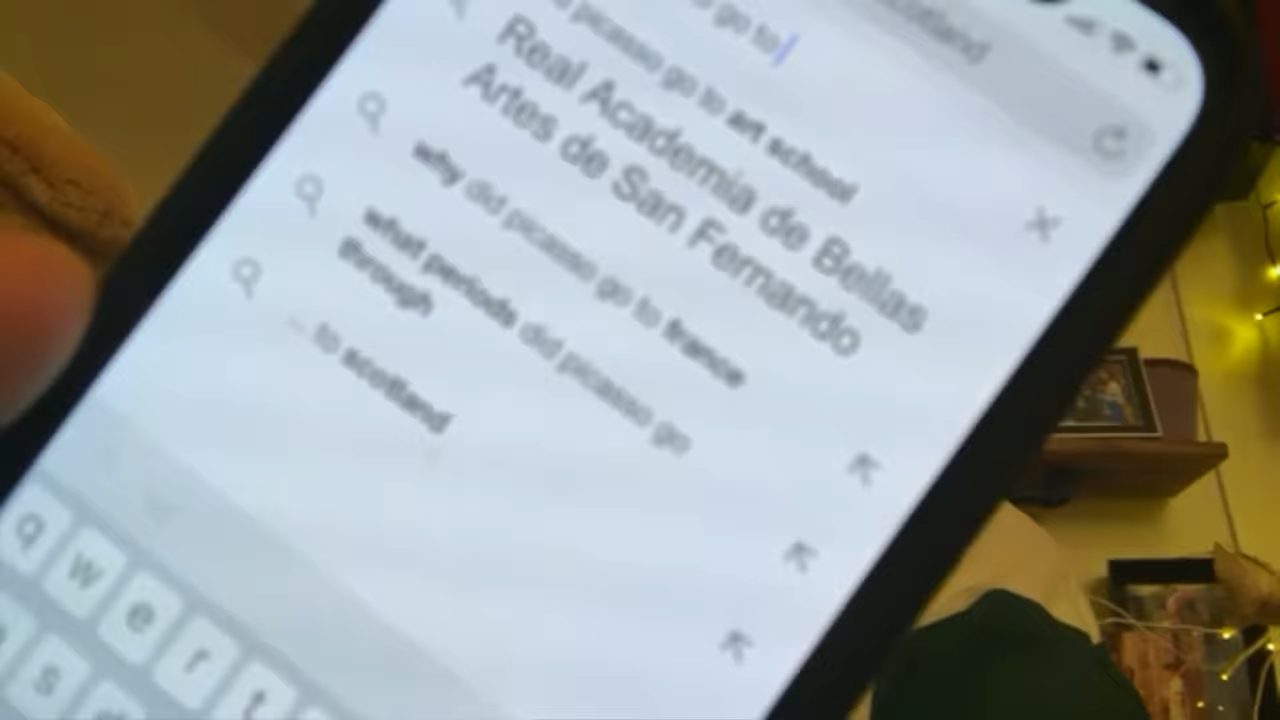 go to
scotland
picasso go to art school
Real Academia de Bellas
Artes de San Fernando
why did picasso go to france
what periods did picasso go
through
... to scotland
q w e r t
s